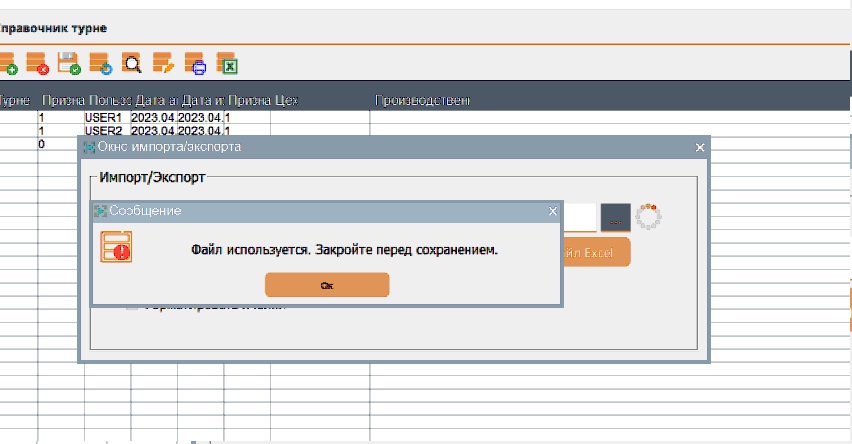 правочник турне
Турне Призна Польз Дата а Дата и Призна Цех Производствен
1 USER1 2023.04. 2023.04. 1
1 USER2 2023.04. 2023.04. 1
0
Окно импорта/экспорта
Импорт/Экспорт
...
Сообщение
Файл используется. Закройте перед сохранением.
Excel
Ок